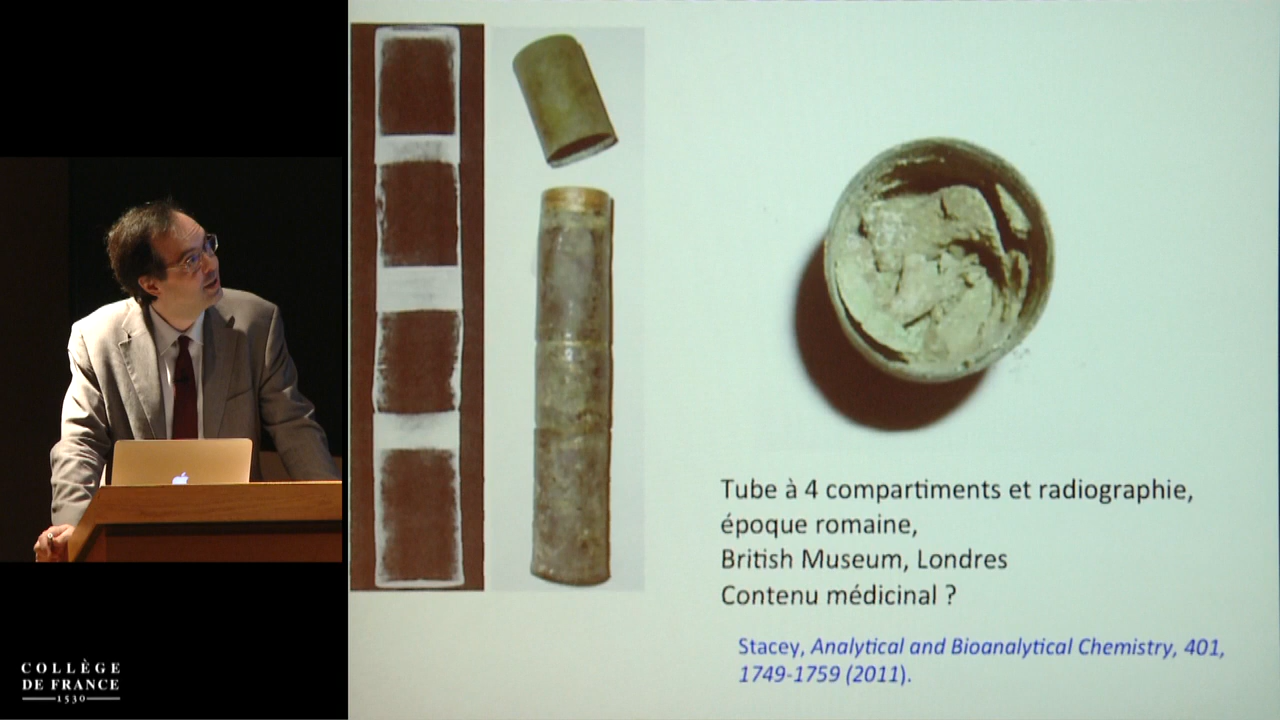 Tube à 4 compartiments et radiographie,
époque romaine,
British Museum, Londres
Contenu médicinal ?
Stacey, Analytical and Bioanalytical Chemistry, 401,
1749-1759 (2011).
COLLÈGE
DE FRANCE
1530